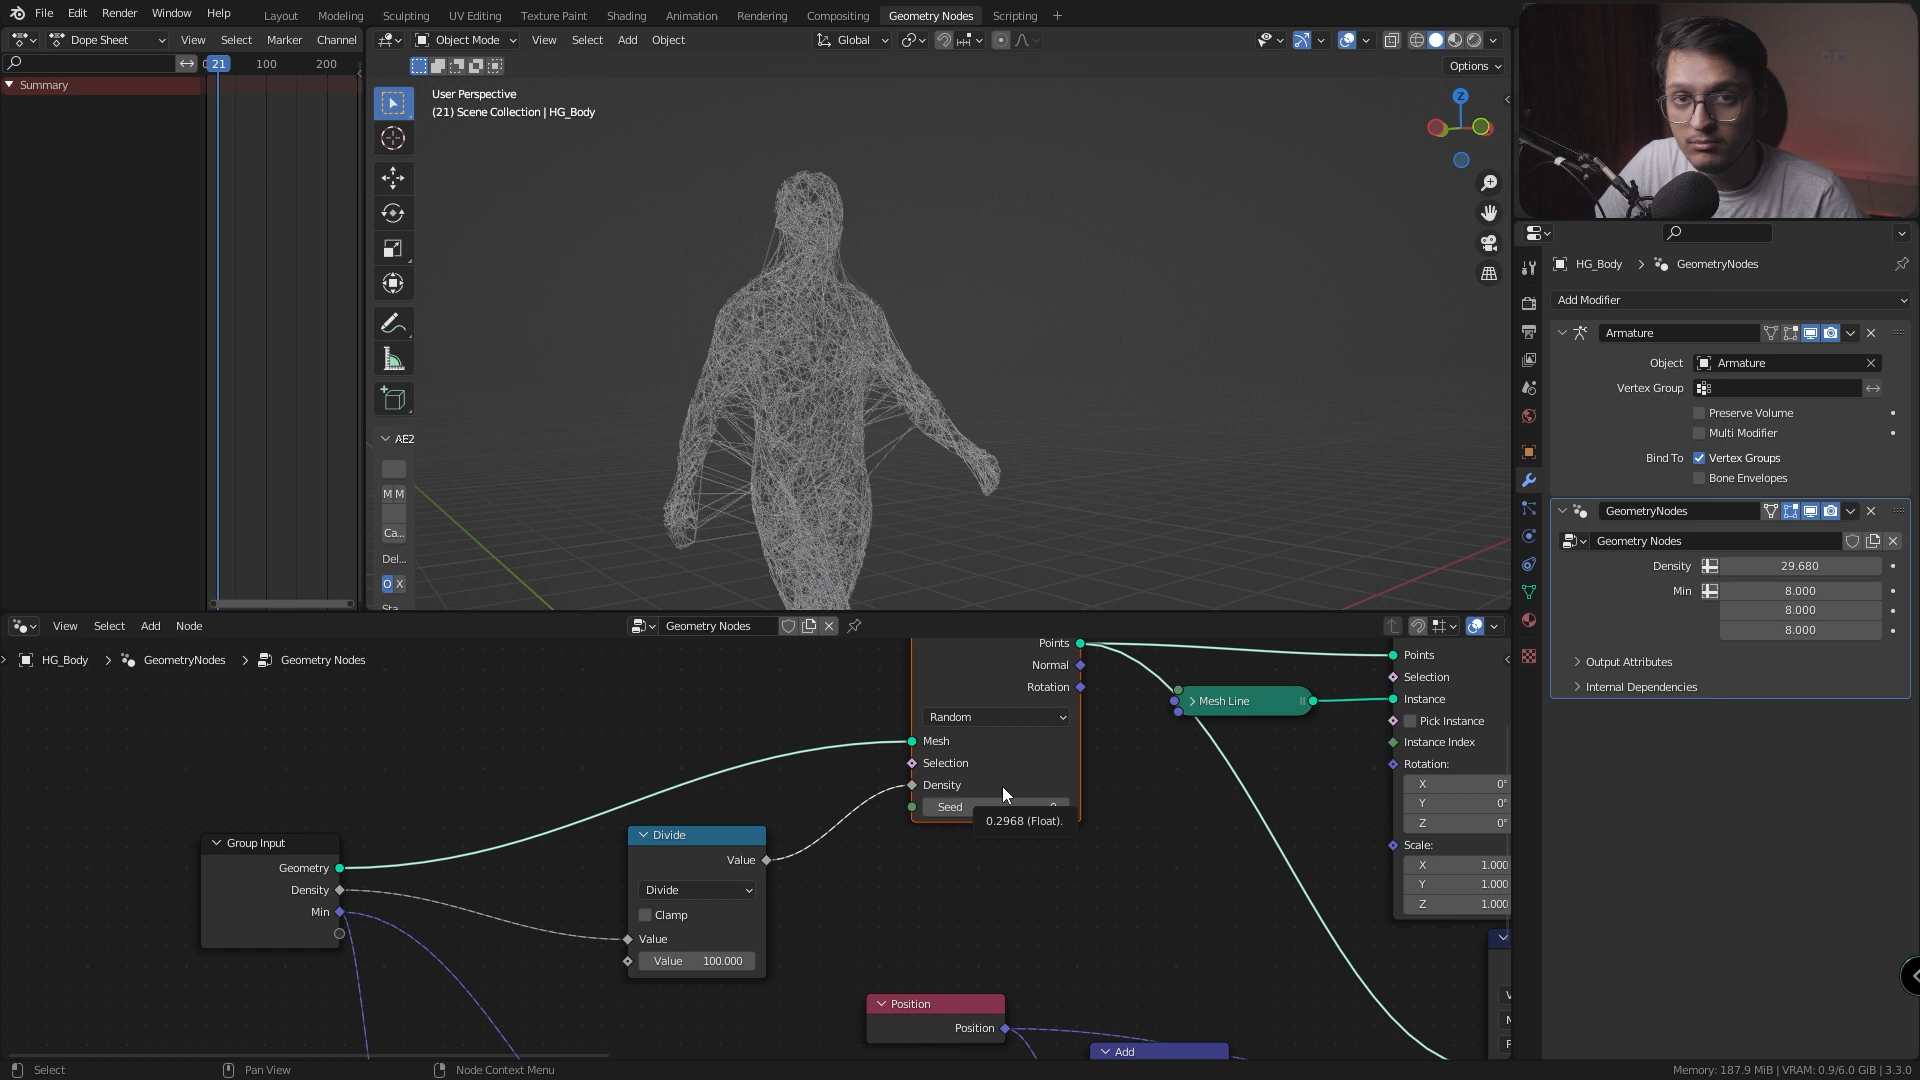 File Edit Render Window Help Layout Modeling Sculpting UV Editing Texture Paint Shading Animation Rendering Compositing Geometry Nodes Scripting +
Dope Sheet View Select Marker Channel
21 100 200
Summary
Object Mode View Select Add Object Global
Options
User Perspective
(21) Scene Collection | HG_Body
Z
AE2
M M
Ca...
Del...
O X
HG_Body > GeometryNodes
Add Modifier
Armature
Object Armature
Vertex Group
Preserve Volume
Multi Modifier
Bind To Vertex Groups
Bone Envelopes
GeometryNodes
Geometry Nodes
Density 29.680
Min 8.000
8.000
8.000
Output Attributes
Internal Dependencies
View Select Add Node Geometry Nodes
HG_Body > GeometryNodes > Geometry Nodes
Points
Normal
Rotation
Random
Mesh
Selection
Density
Seed
0.2968 (Float).
Mesh Line
Points
Selection
Instance
Pick Instance
Instance Index
Rotation:
X 0°
Y 0°
Z 0°
Scale:
X 1.000
Y 1.000
Z 1.000
Group Input
Geometry
Density
Min
Divide
Value
Divide
Clamp
Value
Value 100.000
Position
Position
Add
Select Pan View Node Context Menu Memory: 187.9 MiB | VRAM: 0.9/6.0 GiB | 3.3.0